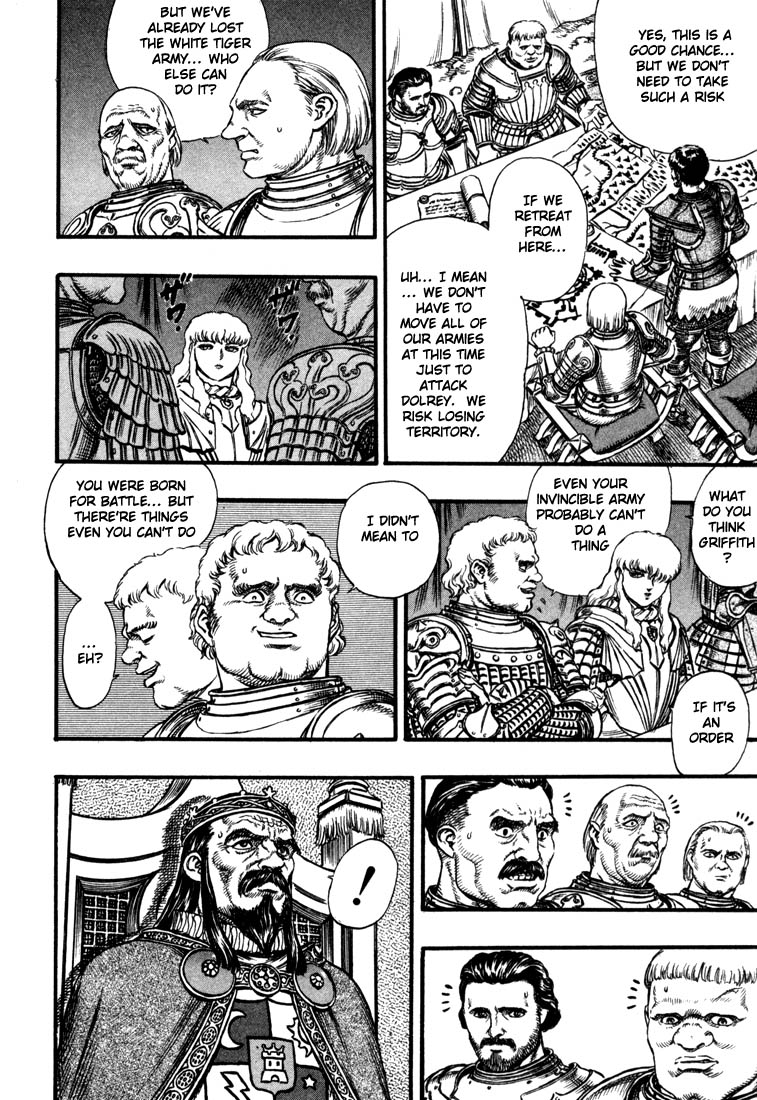 YES, THIS IS A
GOOD CHANCE...
BUT WE DON'T
NEED TO TAKE
SUCH A RISK
IF WE
RETREAT
FROM
HERE...
UH... I MEAN
... WE DON'T
HAVE TO
MOVE ALL OF
OUR ARMIES
AT THIS TIME
JUST TO
ATTACK
DOLREY. WE
RISK LOSING
TERRITORY.
BUT WE'VE
ALREADY LOST
THE WHITE TIGER
ARMY... WHO
ELSE CAN
DO IT?
ザワ
ザワ
WHAT
DO YOU
THINK
GRIFFITH
?
EVEN YOUR
INVINCIBLE ARMY
PROBABLY CAN'T
DO A
THING
I DIDN'T
MEAN TO
YOU WERE BORN
FOR BATTLE... BUT
THERE'RE THINGS
EVEN YOU CAN'T DO
...
EH?
IF IT'S
AN
ORDER
!